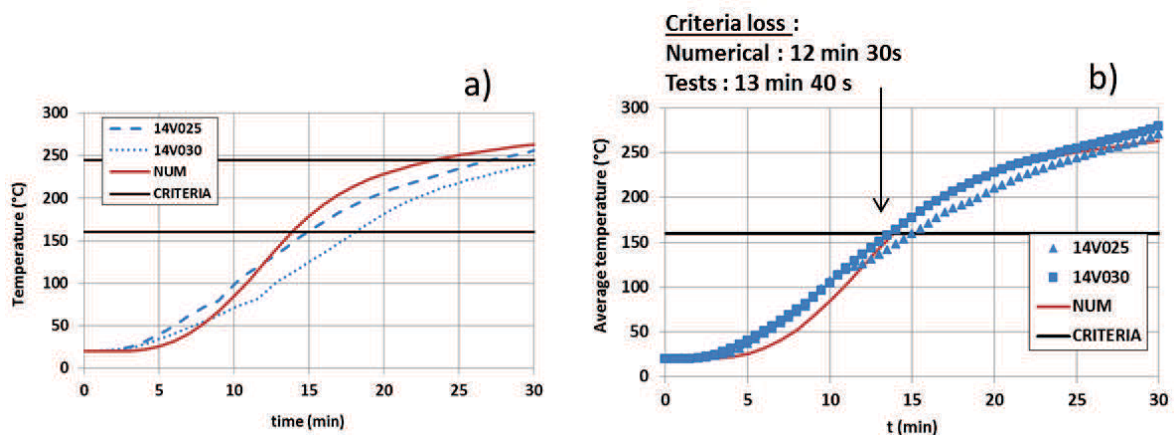 Criteria loss :
Numerical : 12 min 30s
Tests : 13 min 40 s
a)
300
250
200
150
100
50
0
0 5 10 15 20 25 30
Temperature (°C)
time (min)
14V025
14V030
NUM
CRITERIA
b)
300
250
200
150
100
50
0
0 5 10 15 20 25 30
Average temperature (°C)
t (min)
14V025
14V030
NUM
CRITERIA